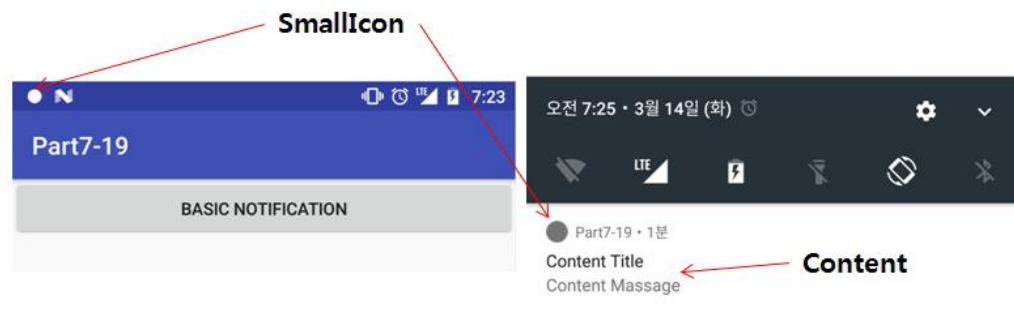 SmallIcon
LTE 7:23
Part7-19
BASIC NOTIFICATION
오전 7:25 • 3월 14일 (화)
LTE
Part7-19 • 1분
Content Title
Content Massage
Content